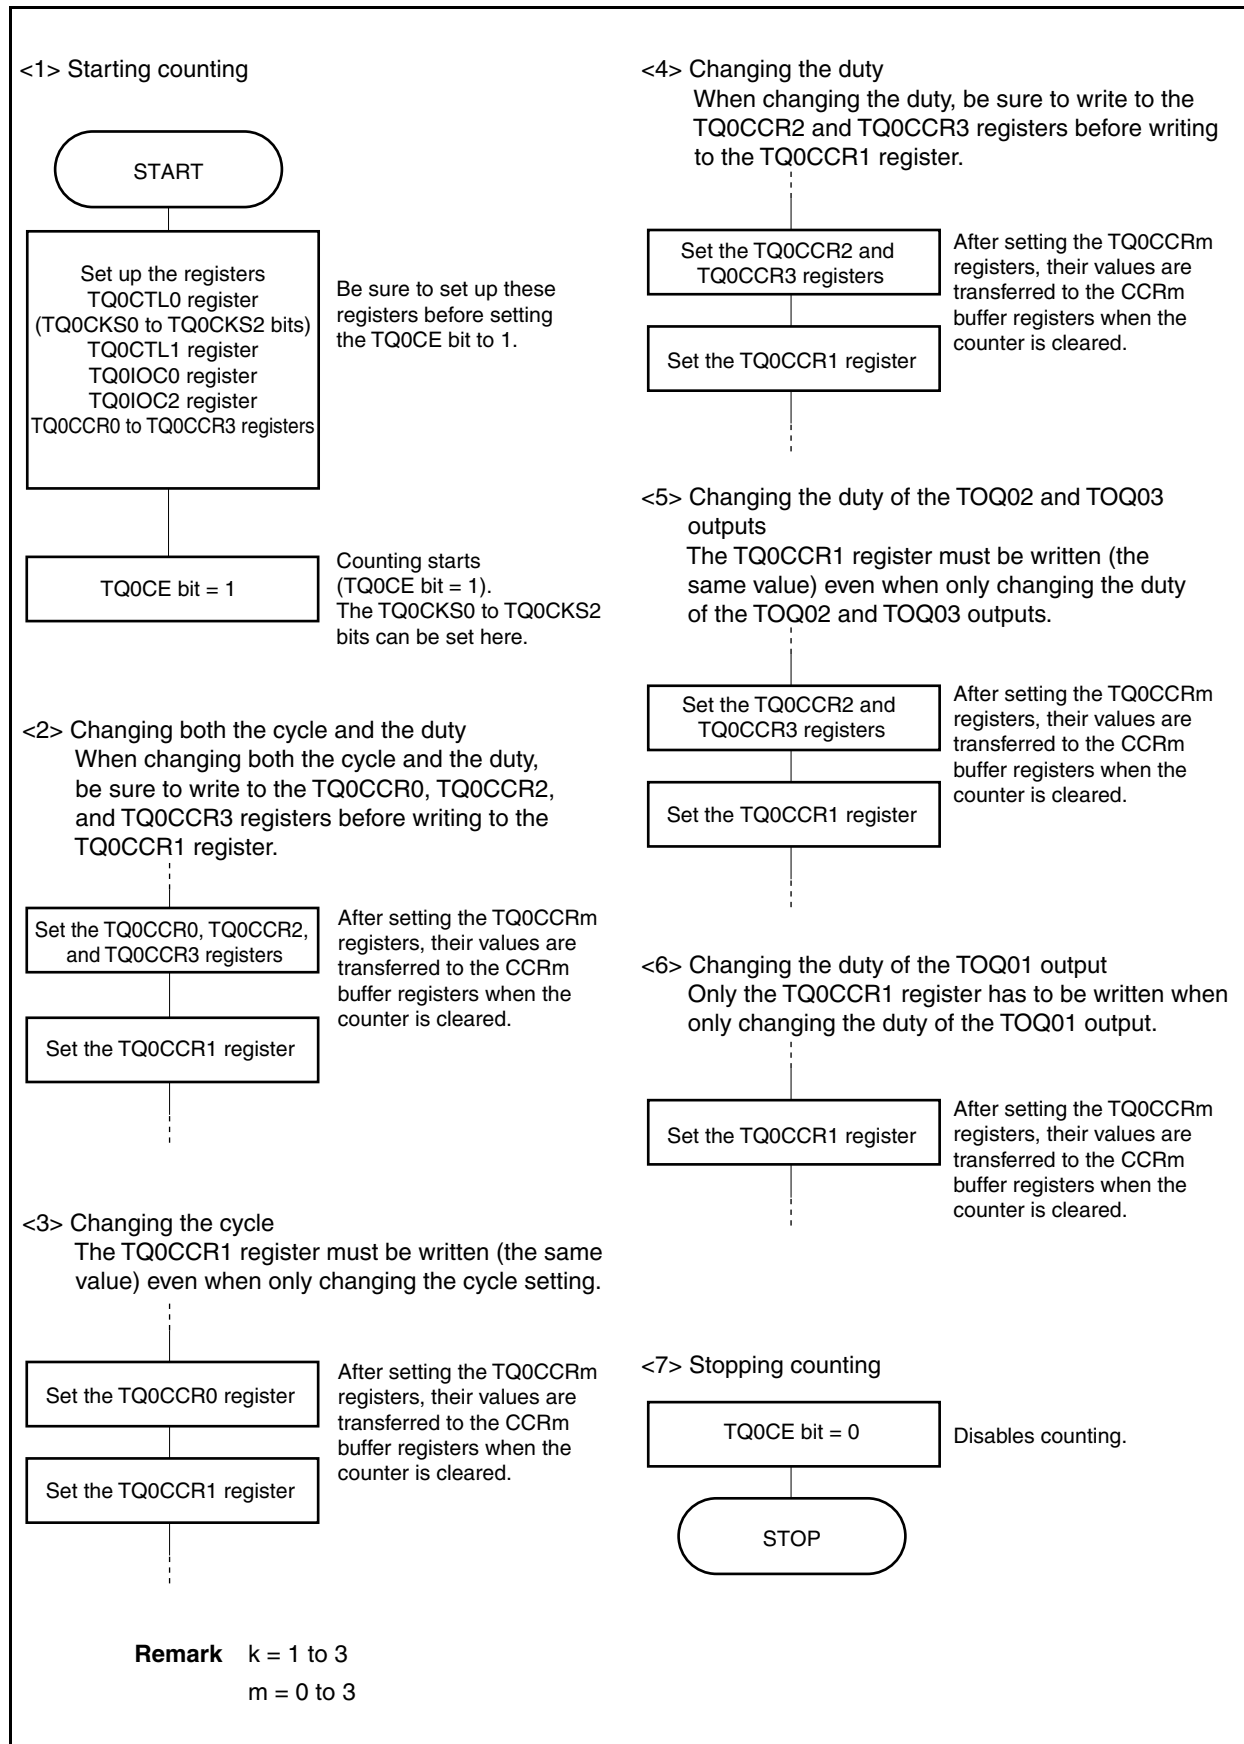 <1> Starting counting
START
Set up the registers
TQ0CTL0 register
(TQ0CKS0 to TQ0CKS2 bits)
TQ0CTL1 register
TQ0IOC0 register
TQ0IOC2 register
TQ0CCR0 to TQ0CCR3 registers
Be sure to set up these
registers before setting
the TQ0CE bit to 1.
TQ0CE bit = 1
Counting starts
(TQ0CE bit = 1).
The TQ0CKS0 to TQ0CKS2
bits can be set here.
<2> Changing both the cycle and the duty
When changing both the cycle and the duty,
be sure to write to the TQ0CCR0, TQ0CCR2,
and TQ0CCR3 registers before writing to the
TQ0CCR1 register.
Set the TQ0CCR0, TQ0CCR2,
and TQ0CCR3 registers
After setting the TQ0CCRm
registers, their values are
transferred to the CCRm
buffer registers when the
counter is cleared.
Set the TQ0CCR1 register
<3> Changing the cycle
The TQ0CCR1 register must be written (the same
value) even when only changing the cycle setting.
Set the TQ0CCR0 register
After setting the TQ0CCRm
registers, their values are
transferred to the CCRm
buffer registers when the
counter is cleared.
Set the TQ0CCR1 register
<4> Changing the duty
When changing the duty, be sure to write to the
TQ0CCR2 and TQ0CCR3 registers before writing
to the TQ0CCR1 register.
Set the TQ0CCR2 and
TQ0CCR3 registers
After setting the TQ0CCRm
registers, their values are
transferred to the CCRm
buffer registers when the
counter is cleared.
Set the TQ0CCR1 register
<5> Changing the duty of the TOQ02 and TOQ03
outputs
The TQ0CCR1 register must be written (the
same value) even when only changing the duty
of the TOQ02 and TOQ03 outputs.
Set the TQ0CCR2 and
TQ0CCR3 registers
After setting the TQ0CCRm
registers, their values are
transferred to the CCRm
buffer registers when the
counter is cleared.
Set the TQ0CCR1 register
<6> Changing the duty of the TOQ01 output
Only the TQ0CCR1 register has to be written when
only changing the duty of the TOQ01 output.
Set the TQ0CCR1 register
After setting the TQ0CCRm
registers, their values are
transferred to the CCRm
buffer registers when the
counter is cleared.
<7> Stopping counting
TQ0CE bit = 0
Disables counting.
STOP
Remark k = 1 to 3
m = 0 to 3